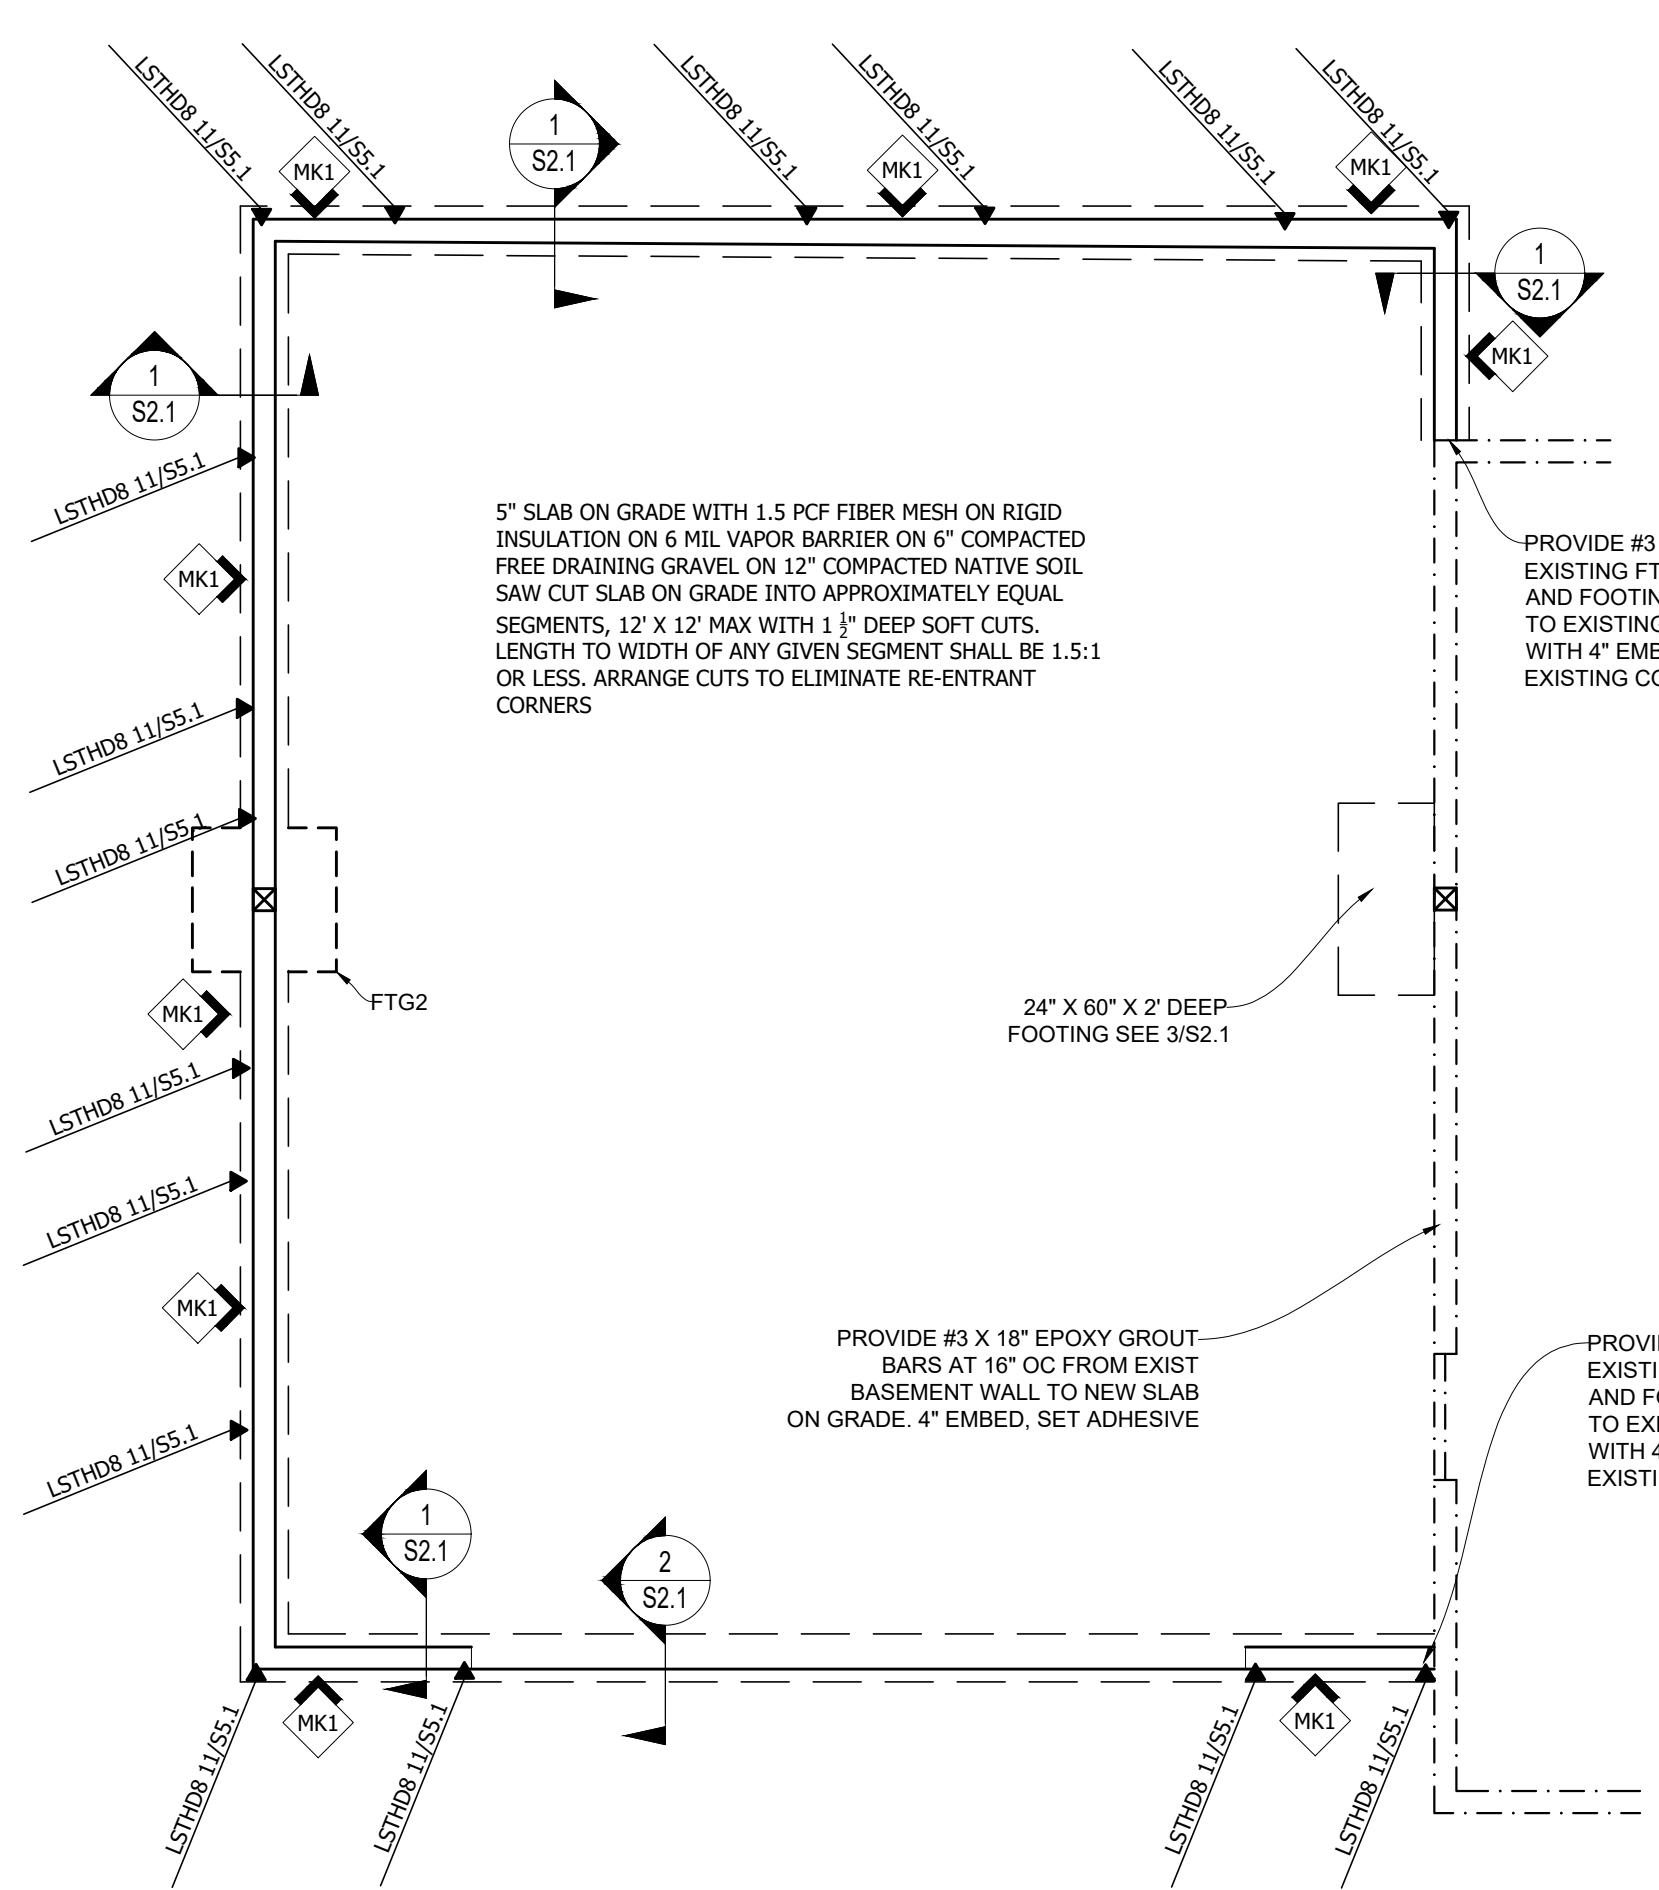 LSTHD8 11/S5.1
LSTHD8 11/S5.1
LSTHD8 11/S5.1
LSTHD8 11/S5.1
LSTHD8 11/S5.1
LSTHD8 11/S5.1
1
S2.1
MK1
MK1
MK1
1
S2.1
MK1
1
S2.1
LSTHD8 11/S5.1
5" SLAB ON GRADE WITH 1.5 PCF FIBER MESH ON RIGID
INSULATION ON 6 MIL VAPOR BARRIER ON 6" COMPACTED
FREE DRAINING GRAVEL ON 12" COMPACTED NATIVE SOIL
SAW CUT SLAB ON GRADE INTO APPROXIMATELY EQUAL
SEGMENTS, 12' X 12' MAX WITH 1 1/2" DEEP SOFT CUTS.
LENGTH TO WIDTH OF ANY GIVEN SEGMENT SHALL BE 1.5:1
OR LESS. ARRANGE CUTS TO ELIMINATE RE-ENTRANT
CORNERS
PROVIDE #3
EXISTING FT
AND FOOTIN
TO EXISTING
WITH 4" EMB
EXISTING CO
MK1
LSTHD8 11/S5.1
LSTHD8 11/S5.1
FTG2
24" X 60" X 2' DEEP
FOOTING SEE 3/S2.1
MK1
LSTHD8 11/S5.1
LSTHD8 11/S5.1
MK1
PROVIDE #3 X 18" EPOXY GROUT
BARS AT 16" OC FROM EXIST
BASEMENT WALL TO NEW SLAB
ON GRADE. 4" EMBED, SET ADHESIVE
PROVI
EXISTI
AND FO
TO EXI
WITH 4
EXISTI
LSTHD8 11/S5.1
1
S2.1
2
S2.1
LSTHD8 11/S5.1
MK1
LSTHD8 11/S5.1
LSTHD8 11/S5.1
MK1
LSTHD8 11/S5.1